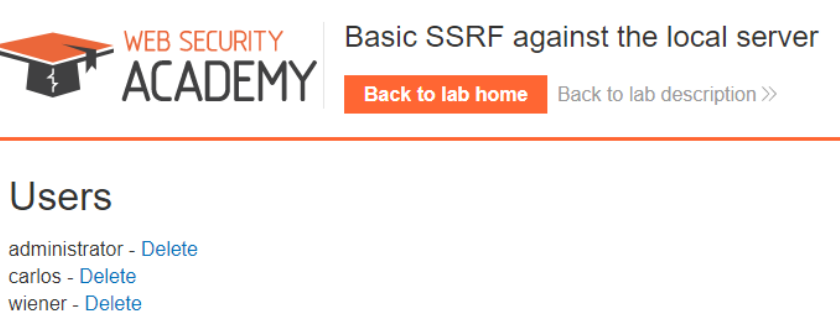 WEB SECURITY
ACADEMY
Basic SSRF against the local server
Back to lab home
Back to lab description >>
Users
administrator - Delete
carlos - Delete
wiener - Delete